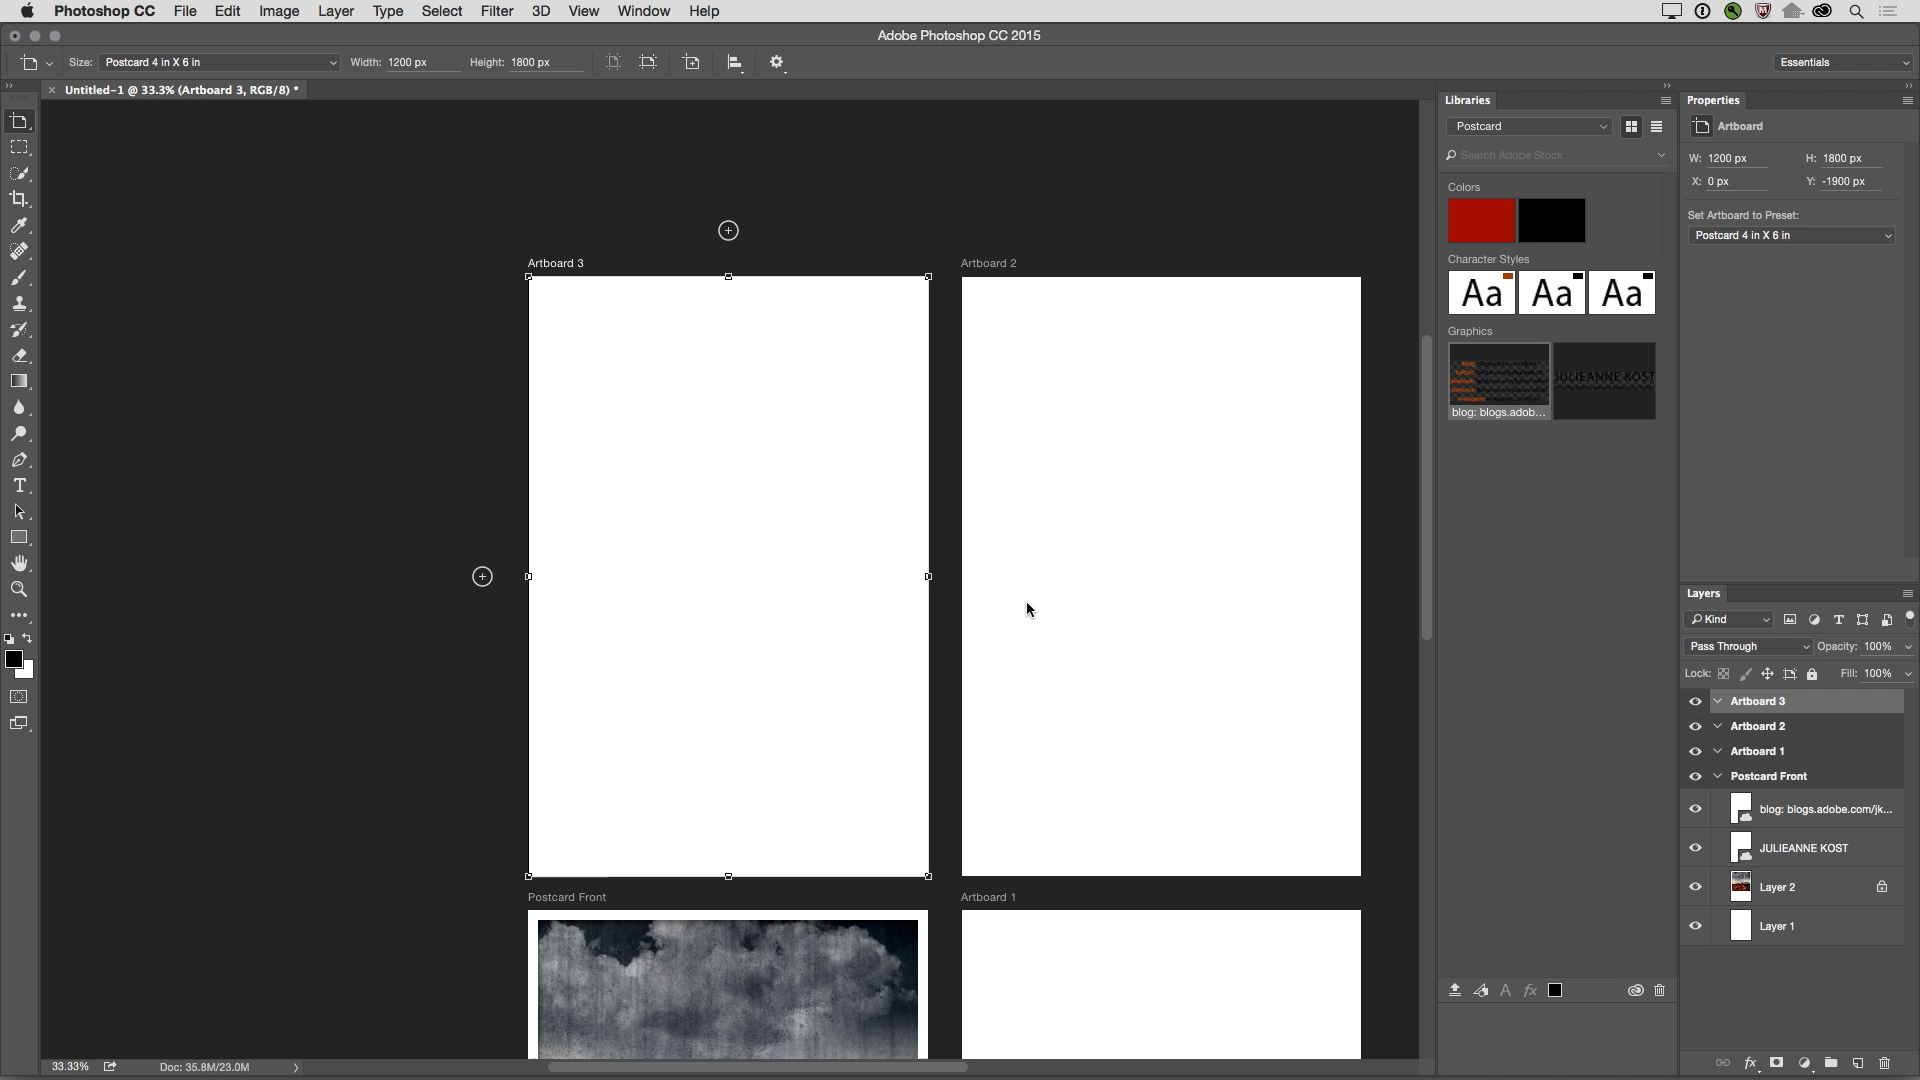 Photoshop CC File Edit Image Layer Type Select Filter 3D View Window Help
Adobe Photoshop CC 2015
Size: Postcard 4 in X 6 in Width: 1200 px Height: 1800 px Essentials
Untitled-1 @ 33.3% (Artboard 3, RGB/8) *
Artboard 3
Artboard 2
Postcard Front
Artboard 1
33.33% Doc: 35.8M/23.0M
Libraries
Postcard
Search Adobe Stock
Colors
Character Styles
Aa Aa Aa
Graphics
JULIEANNE KOST
blog: blogs.adob...
Properties
Artboard
W: 1200 px H: 1800 px
X: 0 px Y: -1900 px
Set Artboard to Preset:
Postcard 4 in X 6 in
Layers
Kind
Pass Through Opacity: 100%
Lock: Fill: 100%
Artboard 3
Artboard 2
Artboard 1
Postcard Front
blog: blogs.adobe.com/jk...
JULIEANNE KOST
Layer 2
Layer 1